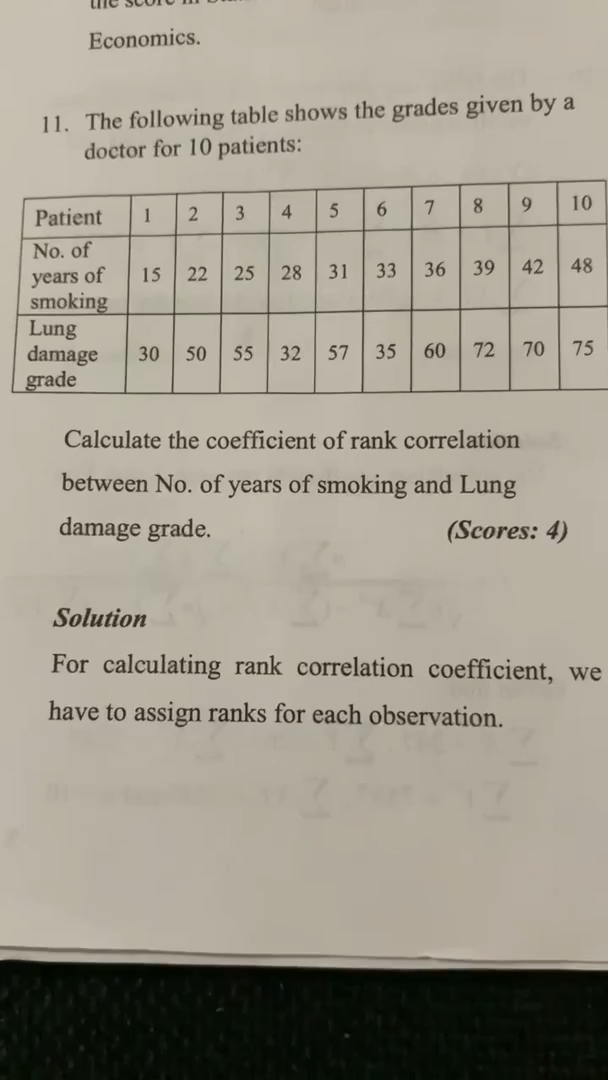 Economics.
11. The following table shows the grades given by a
doctor for 10 patients:
Patient 1 2 3 4 5 6 7 8 9 10
No. of
years of 15 22 25 28 31 33 36 39 42 48
smoking
Lung
damage 30 50 55 32 57 35 60 72 70 75
grade
Calculate the coefficient of rank correlation
between No. of years of smoking and Lung
damage grade. (Scores: 4)
Solution
For calculating rank correlation coefficient, we
have to assign ranks for each observation.